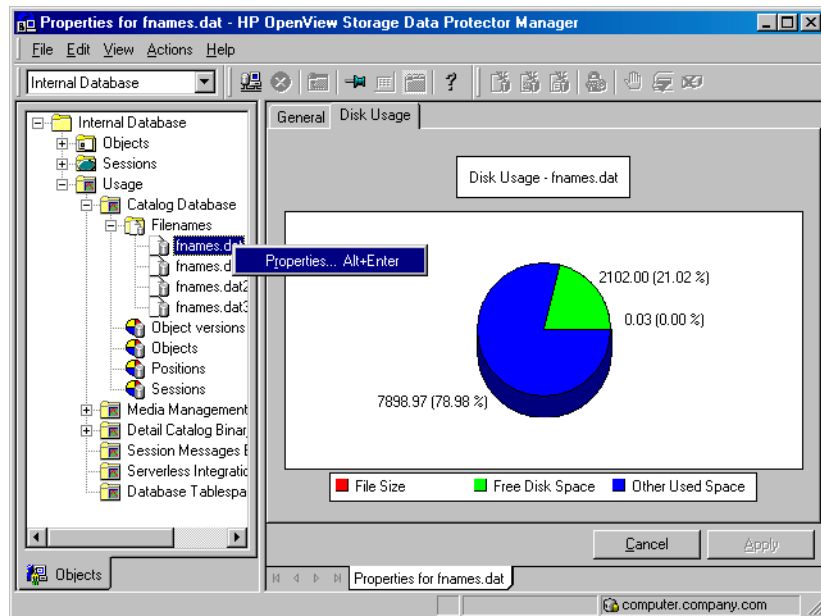 Properties for fnames.dat - HP OpenView Storage Data Protector Manager
File Edit View Actions Help
Internal Database
Internal Database
Objects
Sessions
Usage
Catalog Database
Filenames
fnames.dat
fnames.d
fnames.dat2
fnames.dat3
Object versions
Objects
Positions
Sessions
Media Management
Detail Catalog Binar
Session Messages
Serverless Integratio
Database Tablespa
Objects
Properties... Alt+Enter
General Disk Usage
Disk Usage - fnames.dat
2102.00 (21.02 %)
0.03 (0.00 %)
7898.97 (78.98 %)
File Size Free Disk Space Other Used Space
Cancel Apply
Properties for fnames.dat
computer.company.com